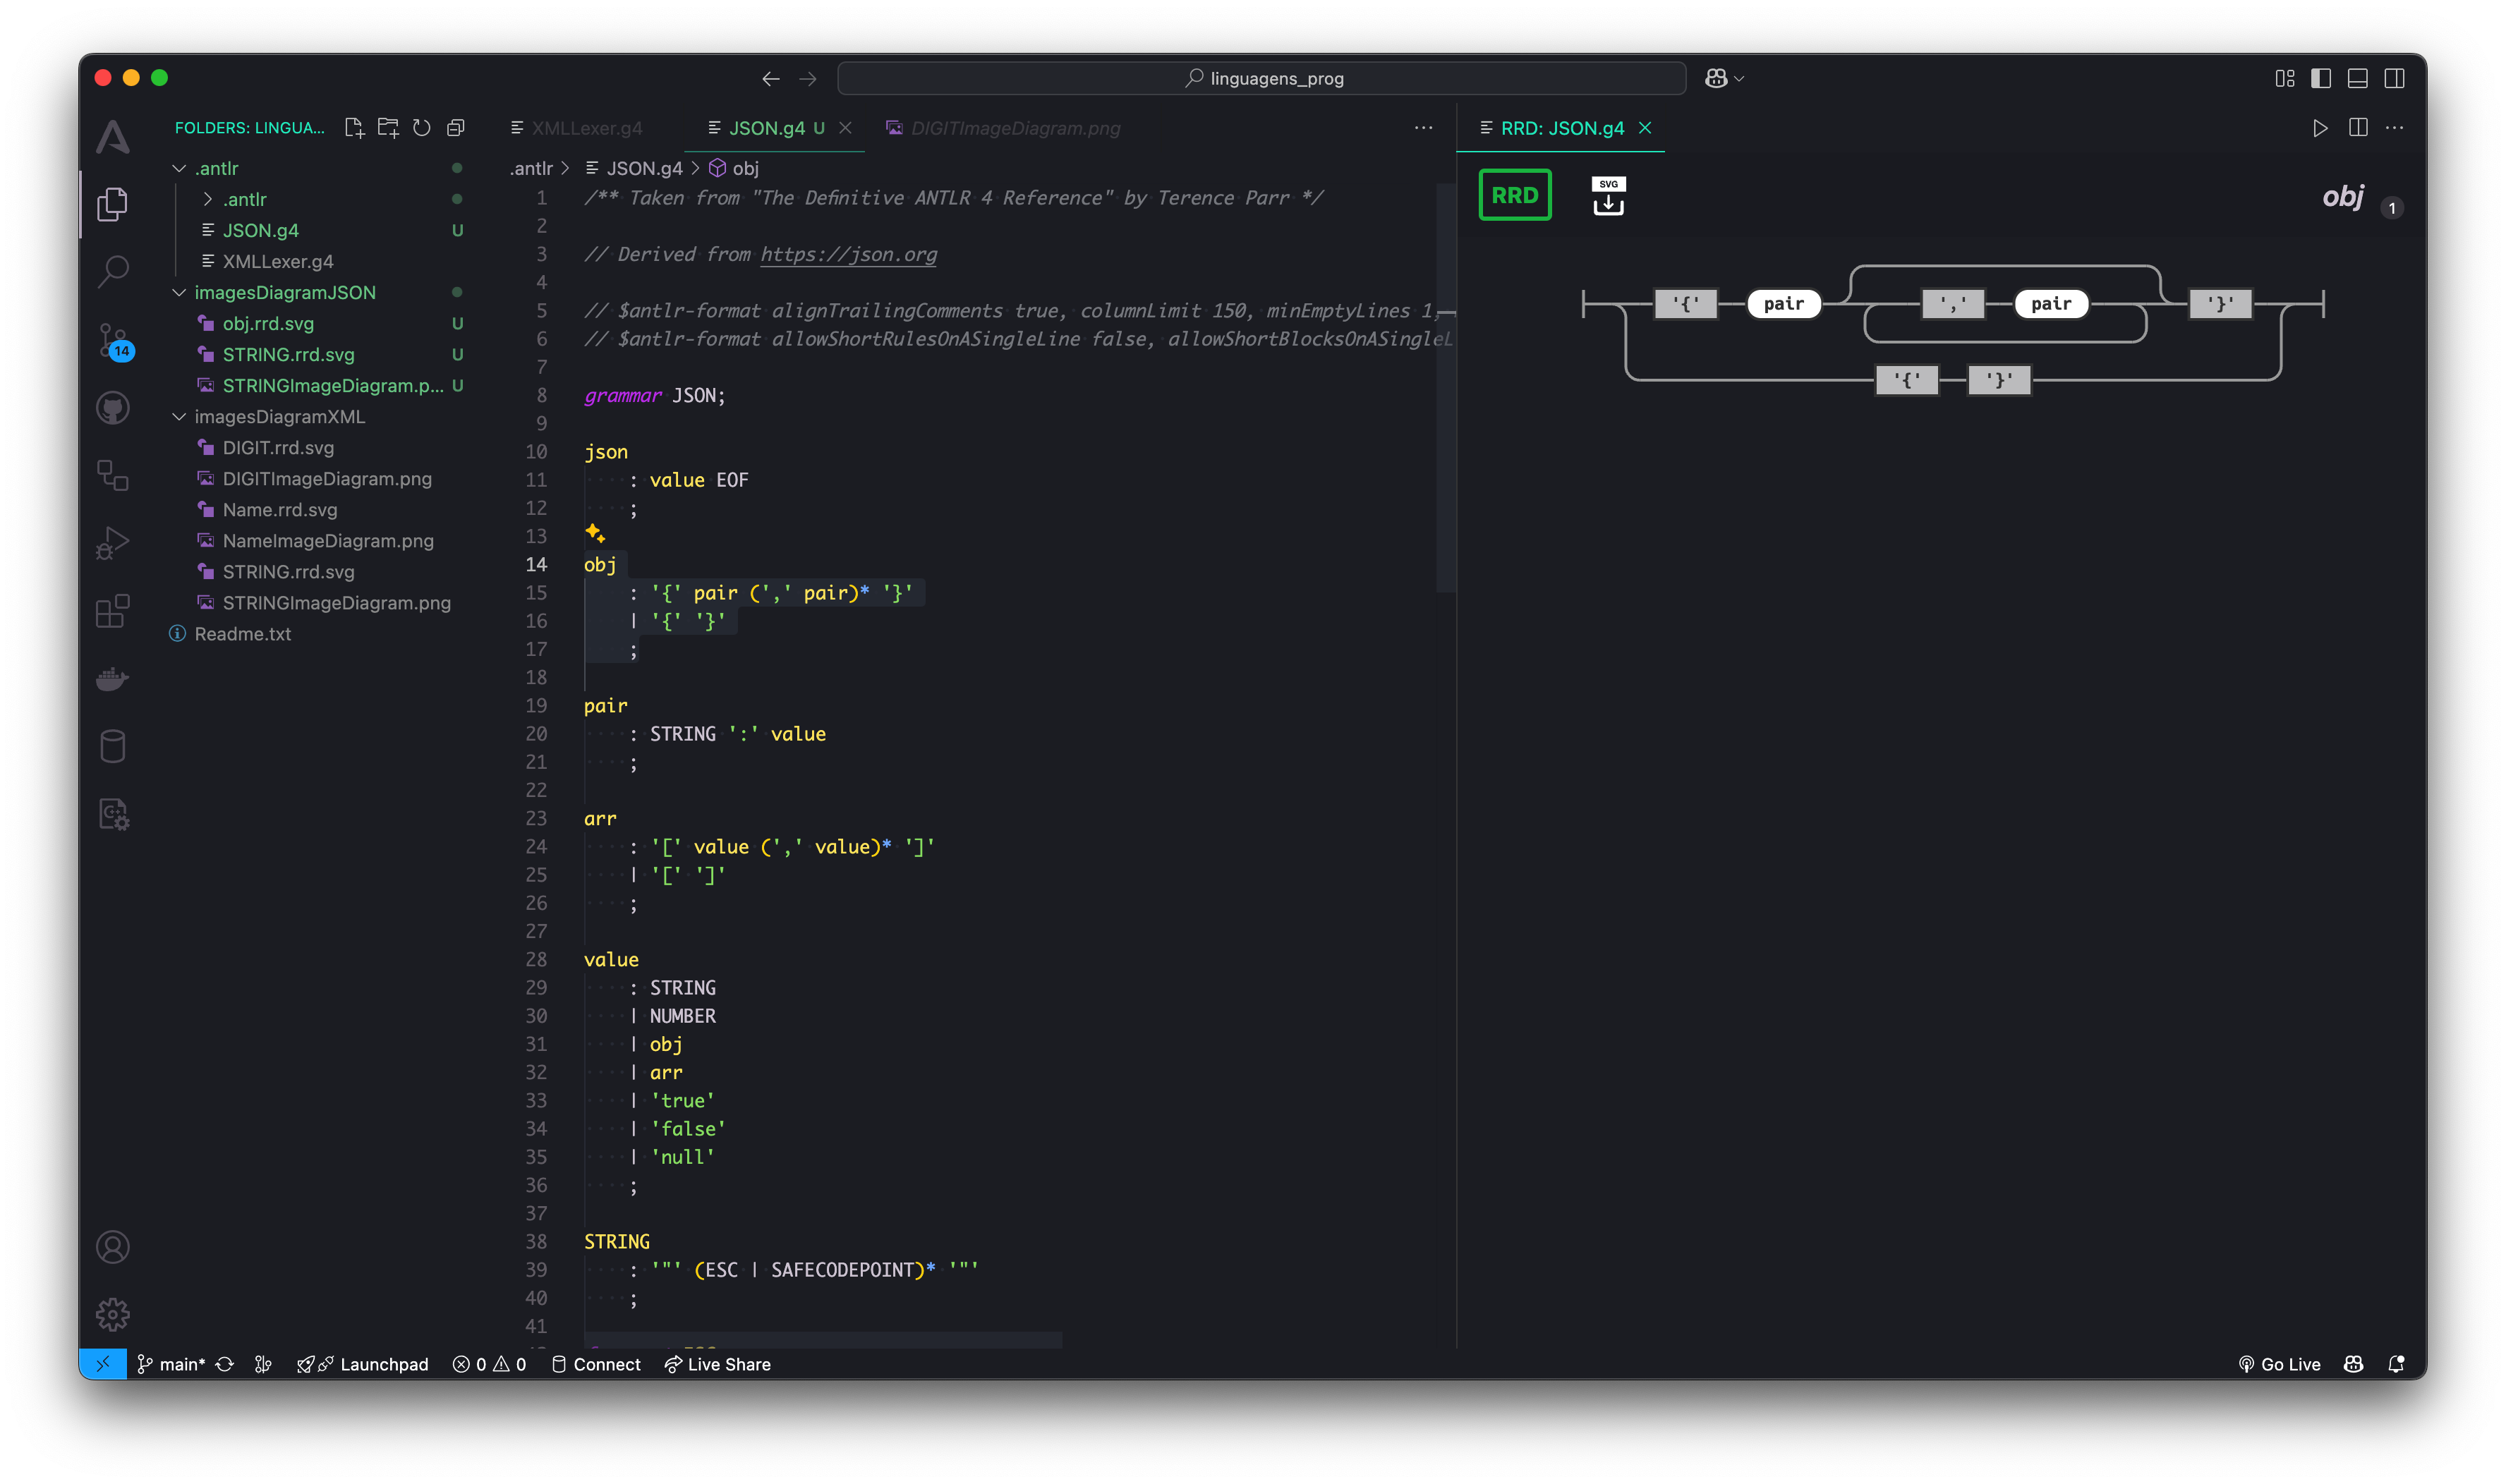 linguagens_prog
FOLDERS: LINGUA...
.antlr
.antlr
JSON.g4 U
XMLLexer.g4
imagesDiagramJSON
obj.rrd.svg U
STRING.rrd.svg U
STRINGImageDiagram.p... U
imagesDiagramXML
DIGIT.rrd.svg
DIGITImageDiagram.png
Name.rrd.svg
NameImageDiagram.png
STRING.rrd.svg
STRINGImageDiagram.png
Readme.txt
14
XMLLexer.g4 JSON.g4 U DIGITImageDiagram.png
.antlr > JSON.g4 > obj
1 /** Taken from "The Definitive ANTLR 4 Reference" by Terence Parr */
2
3 // Derived from https://json.org
4
5 // $antlr-format alignTrailingComments true, columnLimit 150, minEmptyLines 1,
6 // $antlr-format allowShortRulesOnASingleLine false, allowShortBlocksOnASingleL
7
8 grammar JSON;
9
10 json
11 : value EOF
12 ;
13
14 obj
15 : '{' pair (',' pair)* '}'
16 | '{' '}'
17 ;
18
19 pair
20 : STRING ':' value
21 ;
22
23 arr
24 : '[' value (',' value)* ']'
25 | '[' ']'
26 ;
27
28 value
29 : STRING
30 | NUMBER
31 | obj
32 | arr
33 | 'true'
34 | 'false'
35 | 'null'
36 ;
37
38 STRING
39 : '"' (ESC | SAFECODEPOINT)* '"'
40 ;
41
RRD: JSON.g4
RRD SVG obj 1
'{' pair ',' pair '}'
'{' '}'
main* Launchpad 0 0 Connect Live Share Go Live